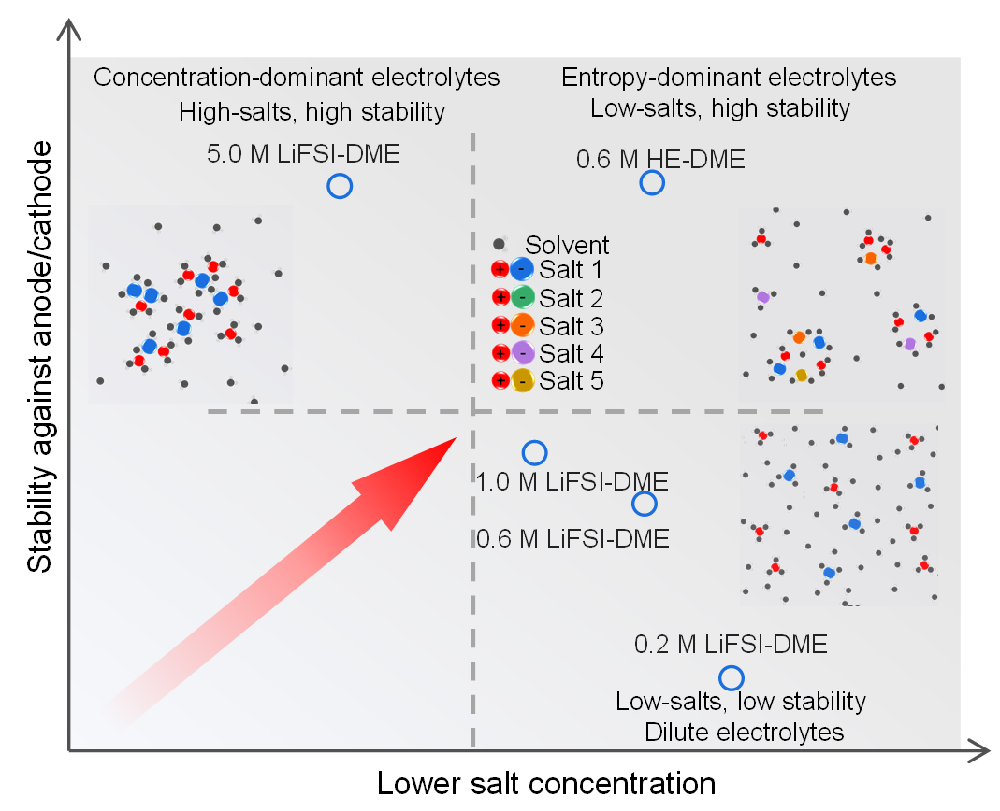 Concentration-dominant electrolytes
High-salts, high stability
5.0 M LiFSI-DME
Entropy-dominant electrolytes
Low-salts, high stability
0.6 M HE-DME
Solvent
+ - Salt 1
+ - Salt 2
+ - Salt 3
+ - Salt 4
+ - Salt 5
1.0 M LiFSI-DME
0.6 M LiFSI-DME
0.2 M LiFSI-DME
Low-salts, low stability
Dilute electrolytes
Stability against anode/cathode
Lower salt concentration